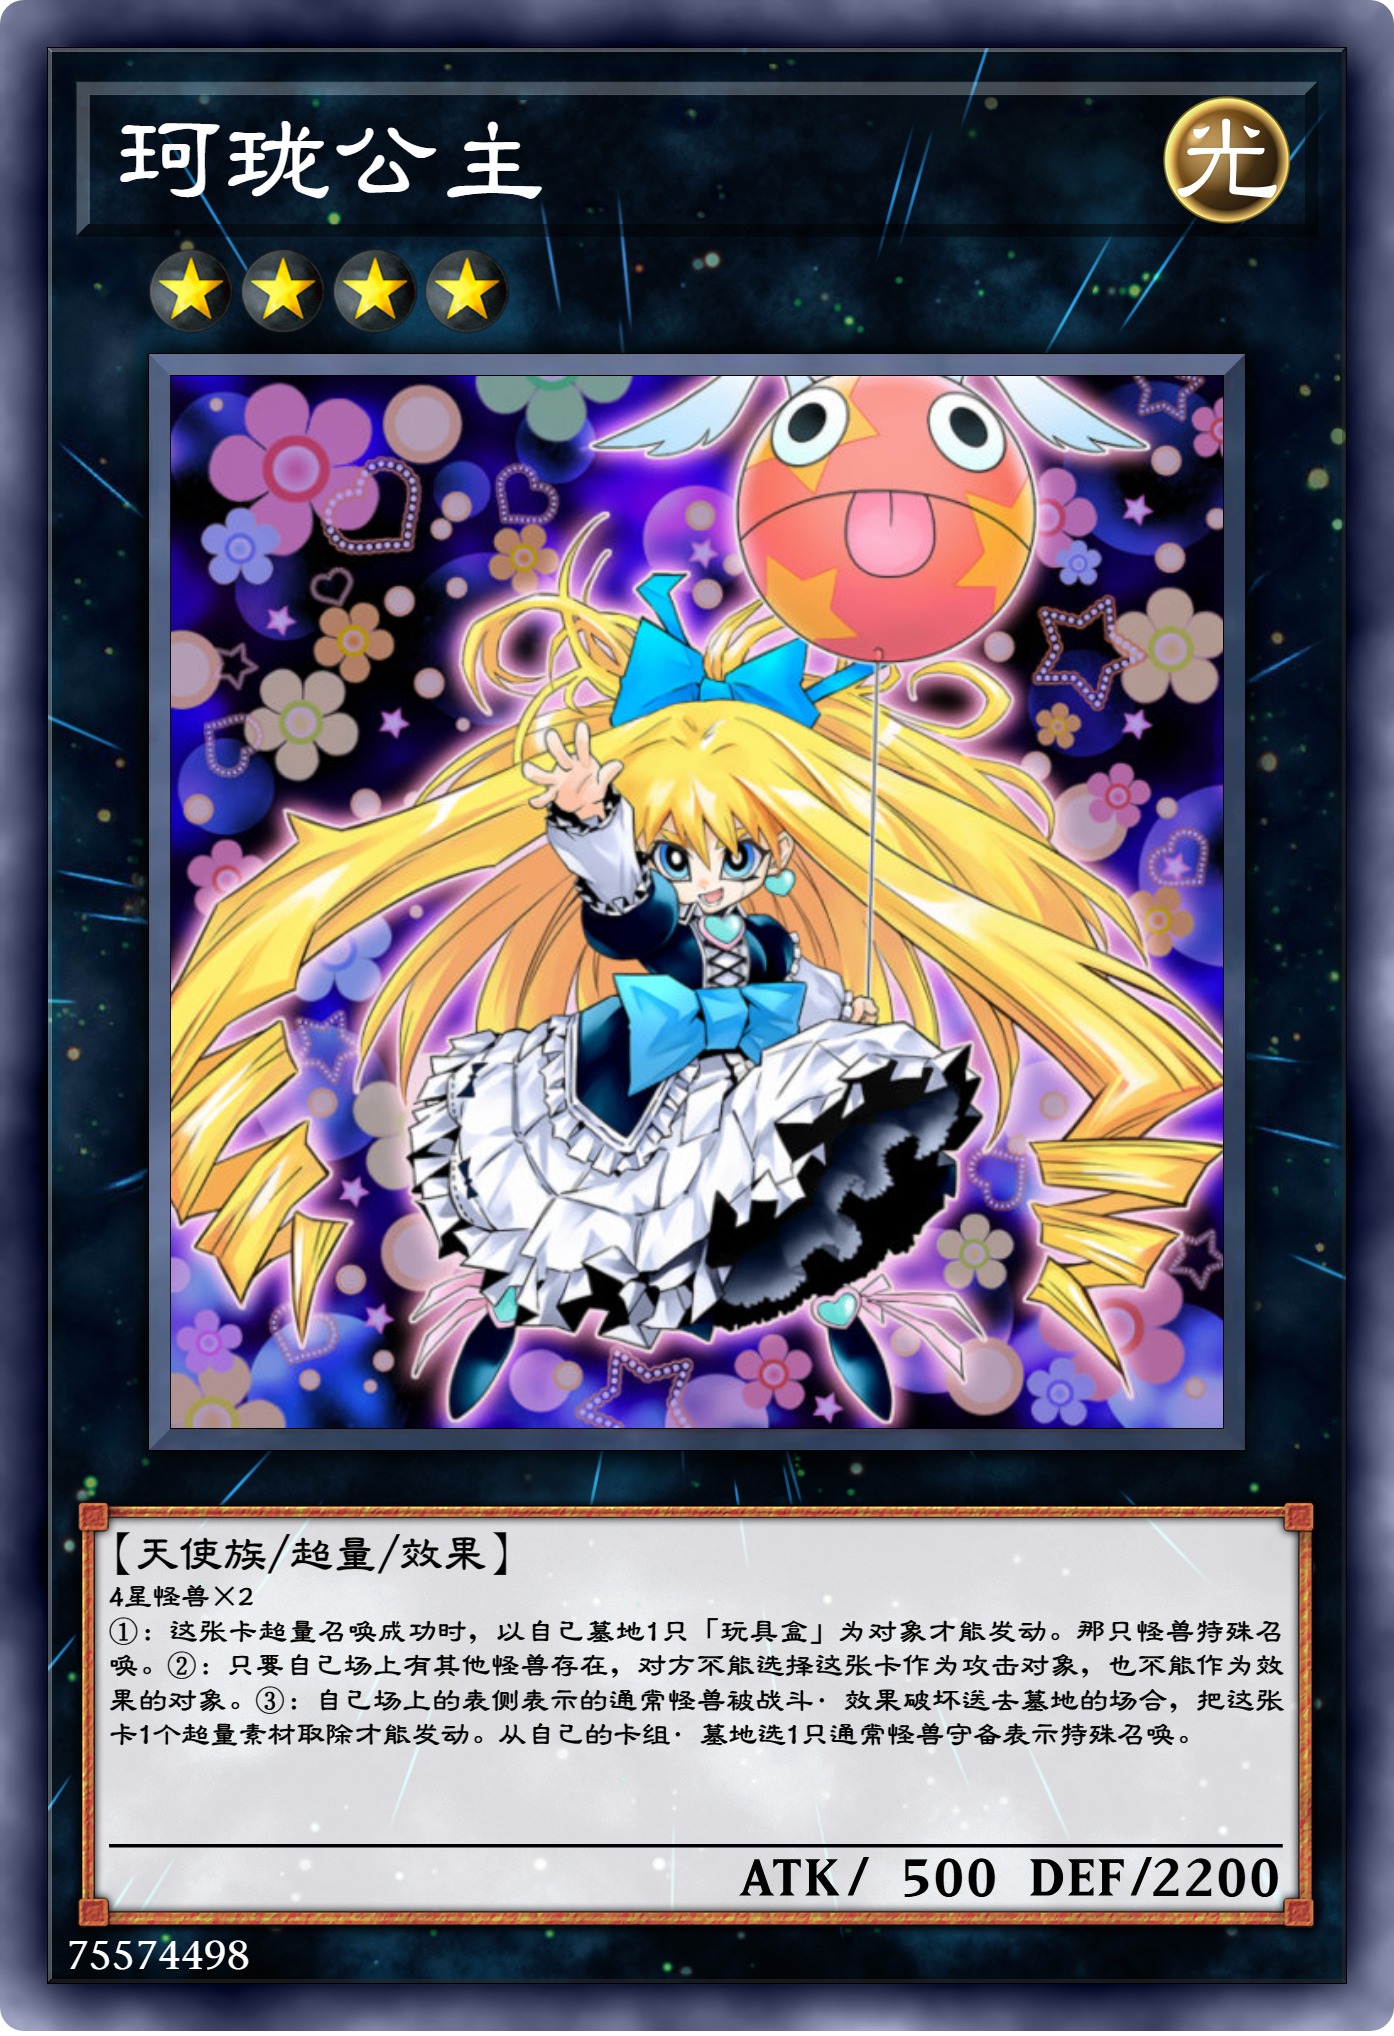 珂珑公主
光
【天使族/超量/效果】
4星怪兽×2
①：这张卡超量召唤成功时，以自己墓地1只「玩具盒」为对象才能发动。那只怪兽特殊召
唤。②：只要自己场上有其他怪兽存在，对方不能选择这张卡作为攻击对象，也不能作为效
果的对象。③：自己场上的表侧表示的通常怪兽被战斗·效果破坏送去墓地的场合，把这张
卡1个超量素材取除才能发动。从自己的卡组·墓地选1只通常怪兽守备表示特殊召唤。
ATK/ 500 DEF/2200
75574498